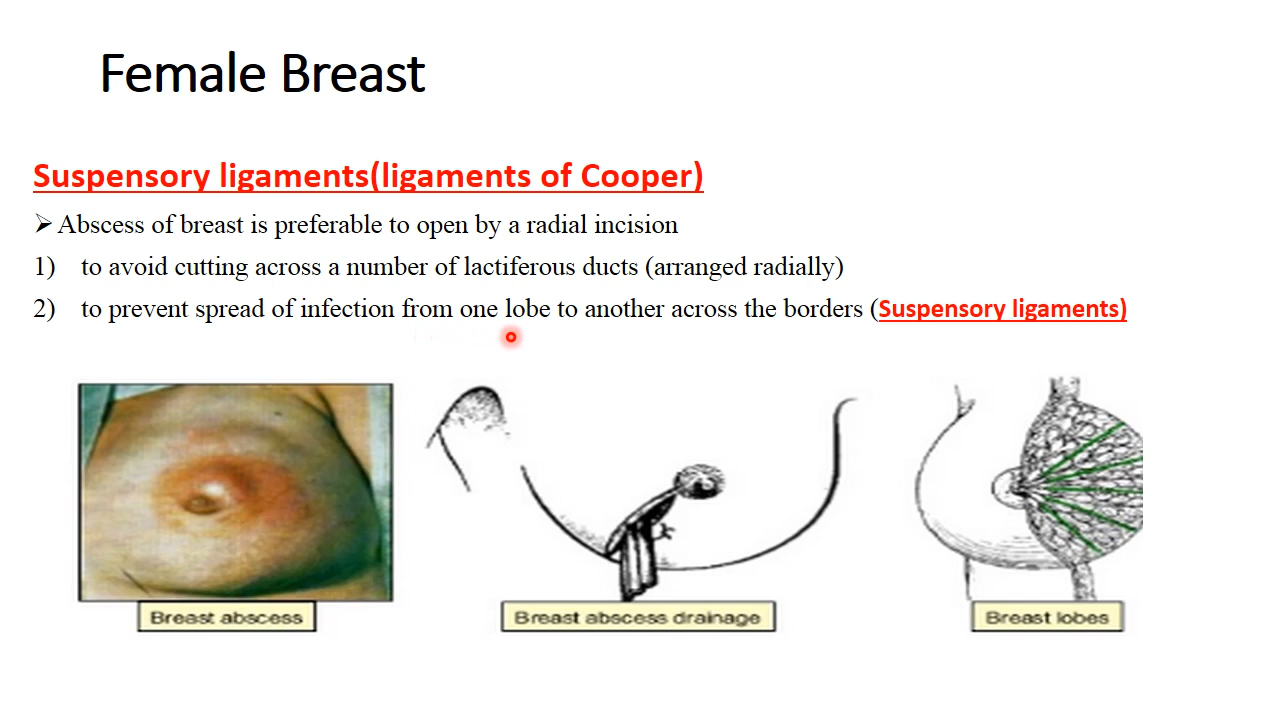 Female Breast
Suspensory ligaments(ligaments of Cooper)
➢Abscess of breast is preferable to open by a radial incision
1) to avoid cutting across a number of lactiferous ducts (arranged radially)
2) to prevent spread of infection from one lobe to another across the borders (Suspensory ligaments)
Breast abscess
Breast abscess drainage
Breast lobes